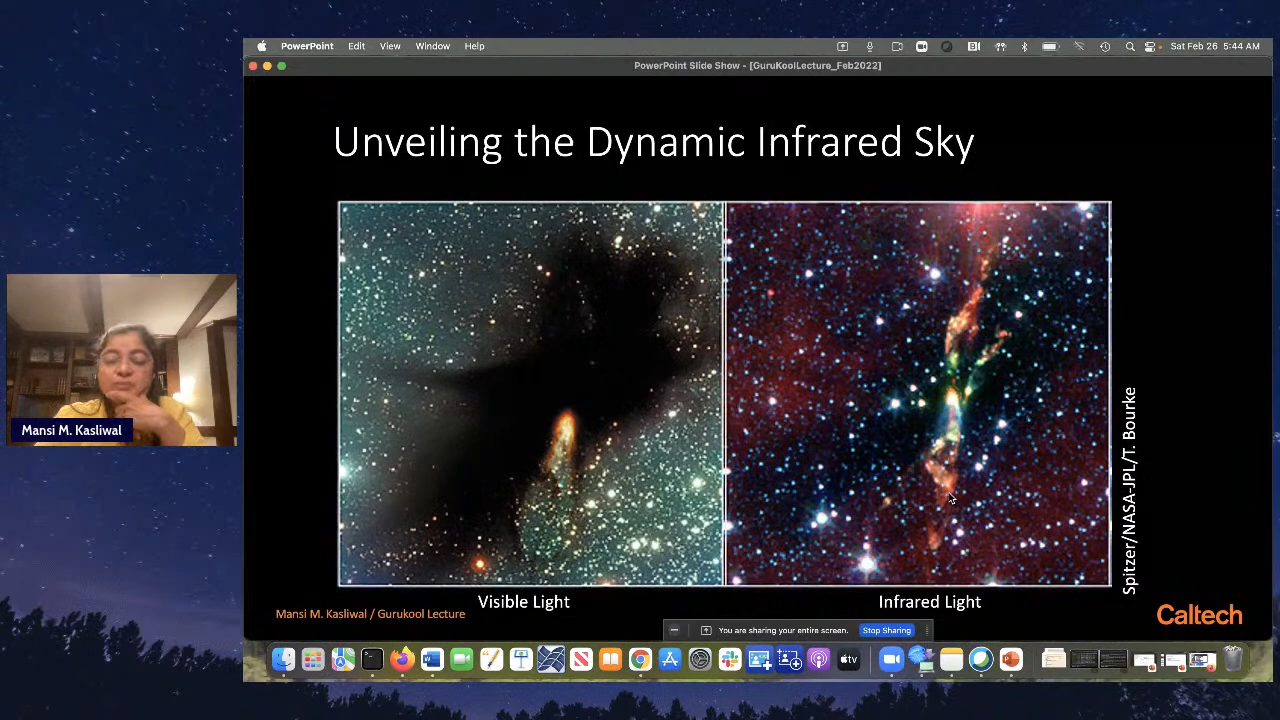 PowerPoint Edit View Window Help
Sat Feb 26 5:44 AM
PowerPoint Slide Show - [GuruKoolLecture_Feb2022]
Unveiling the Dynamic Infrared Sky
Mansi M. Kasliwal
Spitzer/NASA-JPL/T. Bourke
Visible Light
Infrared Light
Mansi M. Kasliwal / Gurukool Lecture
Caltech
You are sharing your entire screen. Stop Sharing
tv